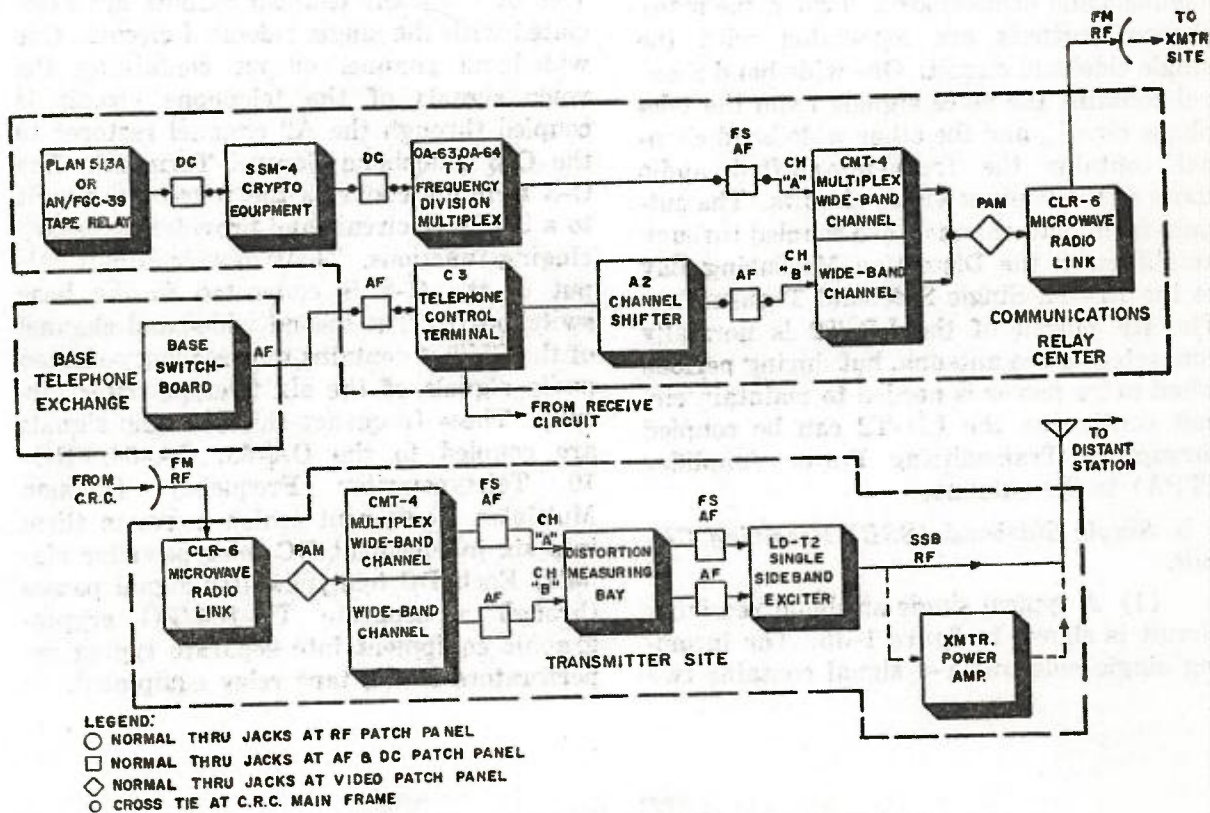 FM
RF
TO
XMTR
SITE
PLAN 513A
OR
AN/FGC-39
TAPE RELAY
DC
SSM-4
CRYPTO
EQUIPMENT
DC
OA-63,OA-64
TTY
FREQUENCY
DIVISION
MULTIPLEX
FS
AF
CH
"A"
CMT-4
MULTIPLEX
WIDE-BAND
CHANNEL
WIDE-BAND
CHANNEL
PAM
CLR-6
MICROWAVE
RADIO
LINK
AF
C 3
TELEPHONE
CONTROL
TERMINAL
A2
CHANNEL
SHIFTER
AF
CH
"B"
COMMUNICATIONS
RELAY
CENTER
BASE
TELEPHONE
EXCHANGE
BASE
SWITCH-
BOARD
AF
FROM RECEIVE
CIRCUIT
TO
DISTANT
STATION
FROM
C.R.C.
FM
RF
CLR-6
MICROWAVE
RADIO
LINK
PAM
CMT-4
MULTIPLEX
WIDE-BAND
CHANNEL
WIDE-BAND
CHANNEL
FS
AF
CH
"A"
CH
"B"
AF
DISTORTION
MEASURING
BAY
FS
AF
AF
LD-T2
SINGLE
SIDEBAND
EXCITER
SSB
RF
XMTR.
POWER
AMP.
TRANSMITTER SITE
LEGEND:
NORMAL THRU JACKS AT RF PATCH PANEL
NORMAL THRU JACKS AT AF & DC PATCH PANEL
NORMAL THRU JACKS AT VIDEO PATCH PANEL
CROSS TIE AT C.R.C. MAIN FRAME